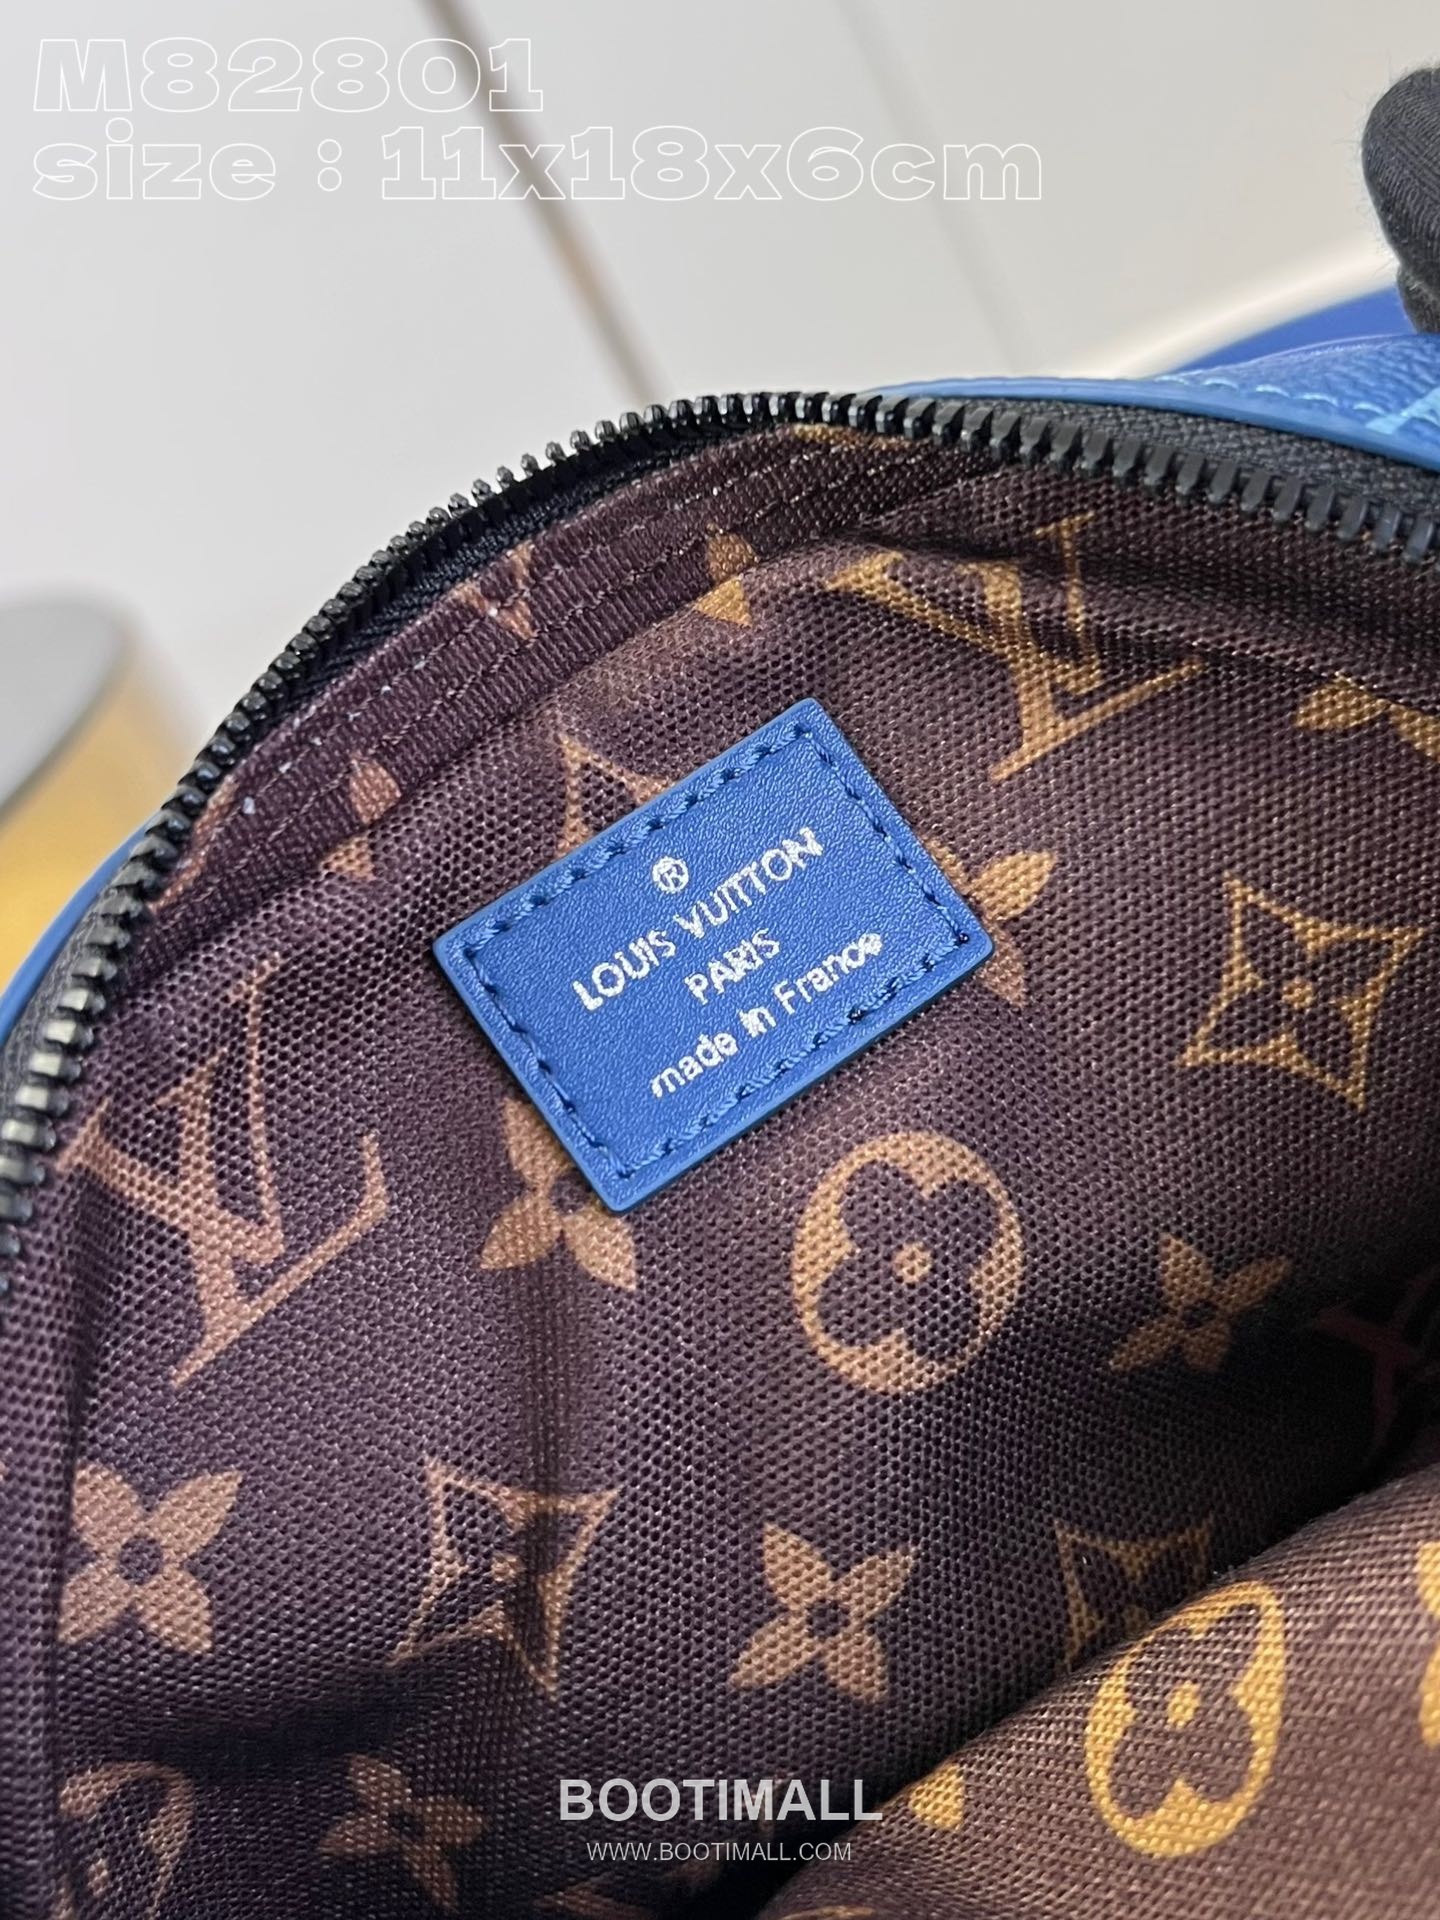 M82801
size : 11x18x6cm
®
LOUIS VUITTON
PARIS
made in France
BOOTIMALL
WWW.BOOTIMALL.COM